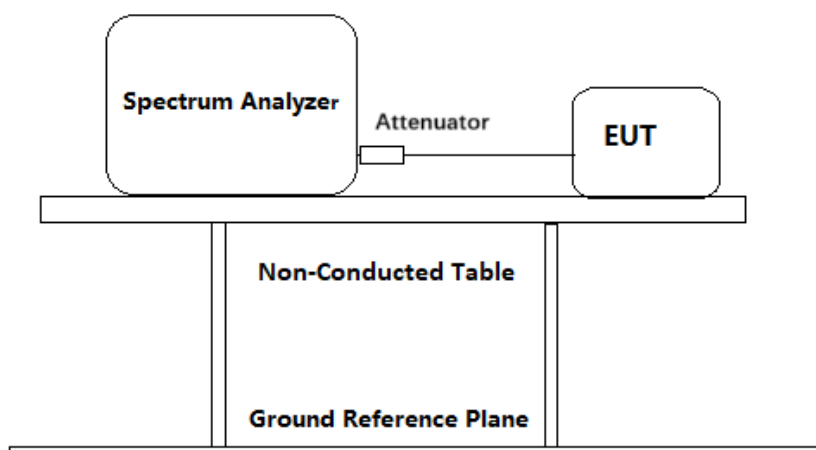 Spectrum Analyzer
Attenuator
EUT
Non-Conducted Table
Ground Reference Plane